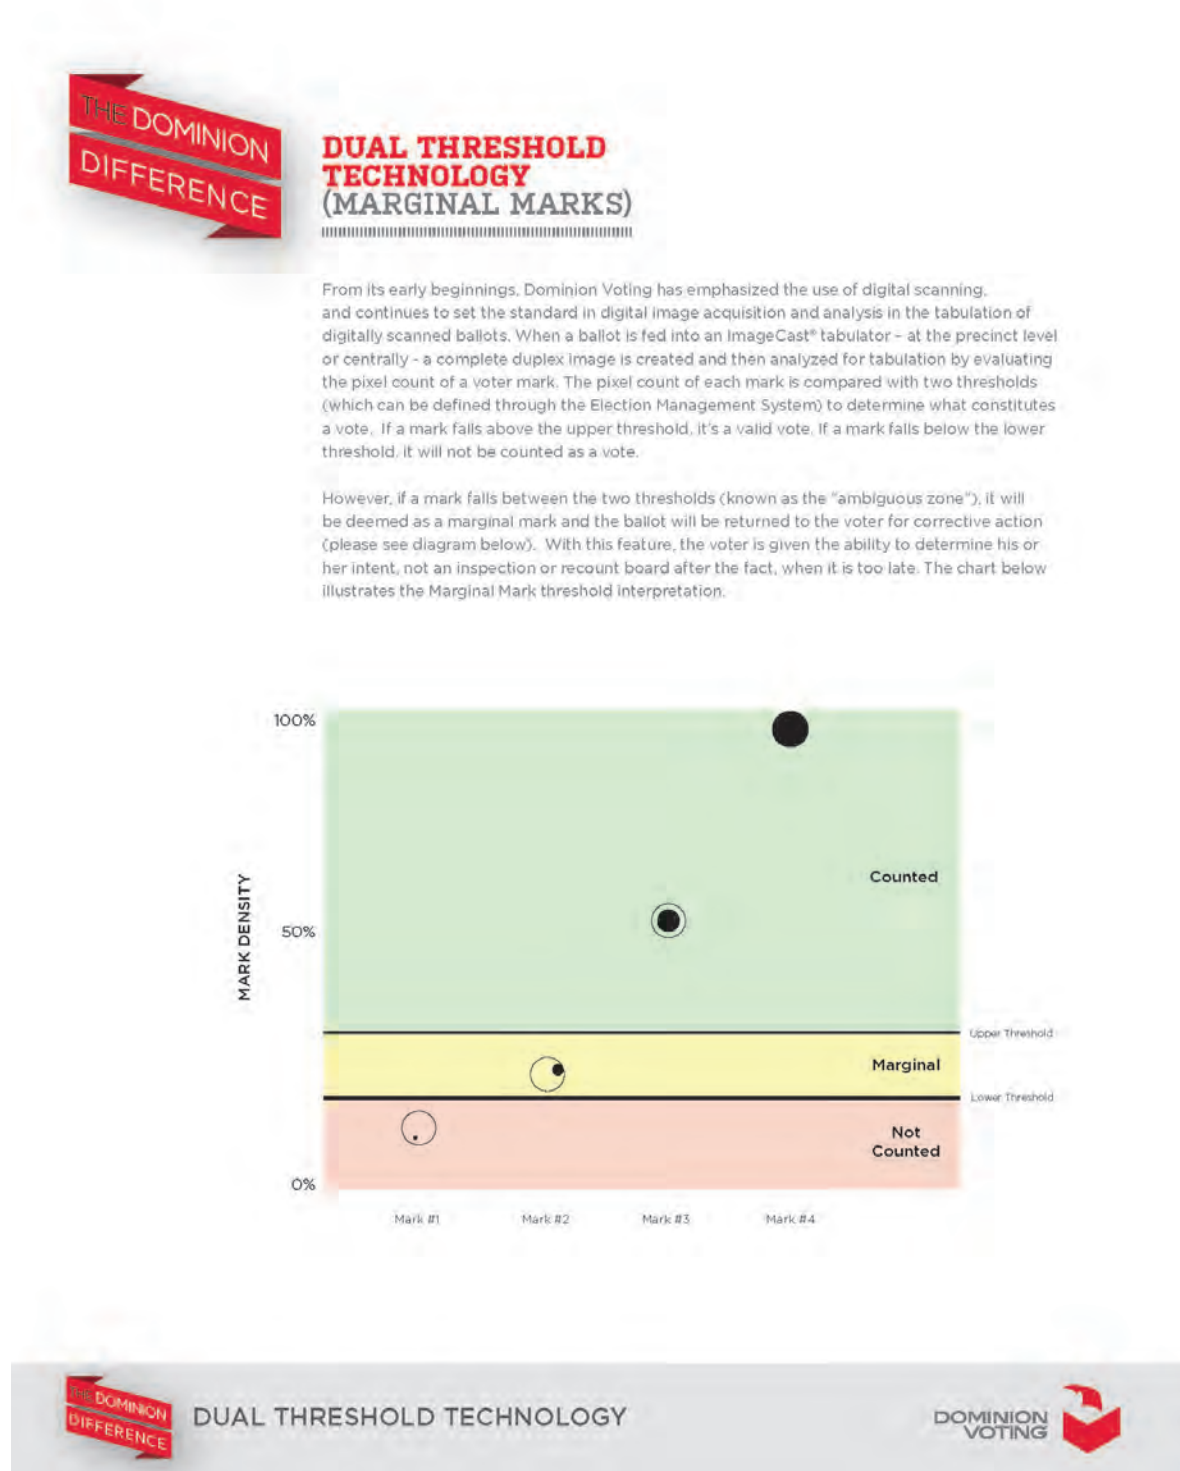 THE DOMINION
DIFFERENCE
DUAL THRESHOLD
TECHNOLOGY
(MARGINAL MARKS)
From its early beginnings, Dominion Voting has emphasized the use of digital scanning,
and continues to set the standard in digital image acquisition and analysis in the tabulation of
digitally scanned ballots. When a ballot is fed into an ImageCast® tabulator – at the precinct level
or centrally - a complete duplex image is created and then analyzed for tabulation by evaluating
the pixel count of a voter mark. The pixel count of each mark is compared with two thresholds
(which can be defined through the Election Management System) to determine what constitutes
a vote. If a mark falls above the upper threshold, it's a valid vote. If a mark falls below the lower
threshold, it will not be counted as a vote.
However, if a mark falls between the two thresholds (known as the "ambiguous zone"), it will
be deemed as a marginal mark and the ballot will be returned to the voter for corrective action
(please see diagram below). With this feature, the voter is given the ability to determine his or
her intent, not an inspection or recount board after the fact, when it is too late. The chart below
illustrates the Marginal Mark threshold interpretation.
100%
Counted
MARK DENSITY
50%
Upper Threshold
Marginal
Lower Threshold
Not
Counted
0%
Mark #1 Mark #2 Mark #3 Mark #4
THE DOMINION
DIFFERENCE
DUAL THRESHOLD TECHNOLOGY
DOMINION
VOTING